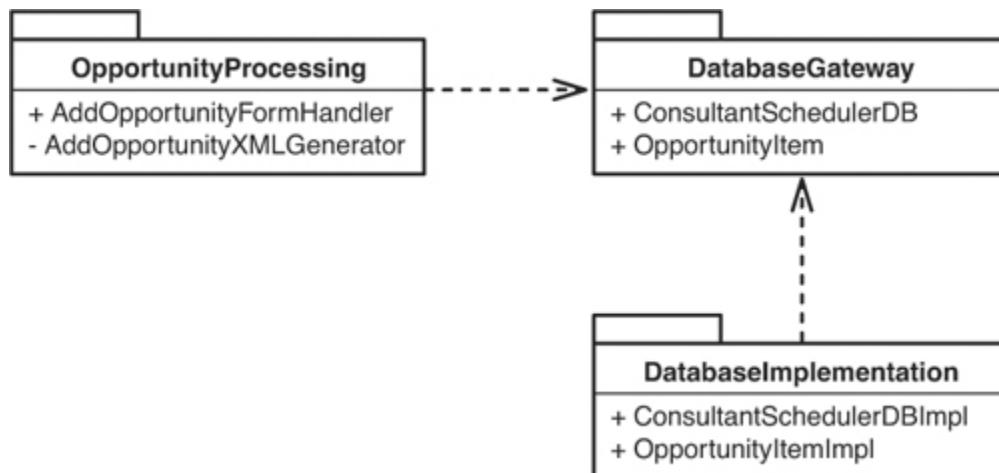 OpportunityProcessing
+ AddOpportunityFormHandler
- AddOpportunityXMLGenerator
DatabaseGateway
+ ConsultantSchedulerDB
+ OpportunityItem
DatabaseImplementation
+ ConsultantSchedulerDBImpl
+ OpportunityItemImpl